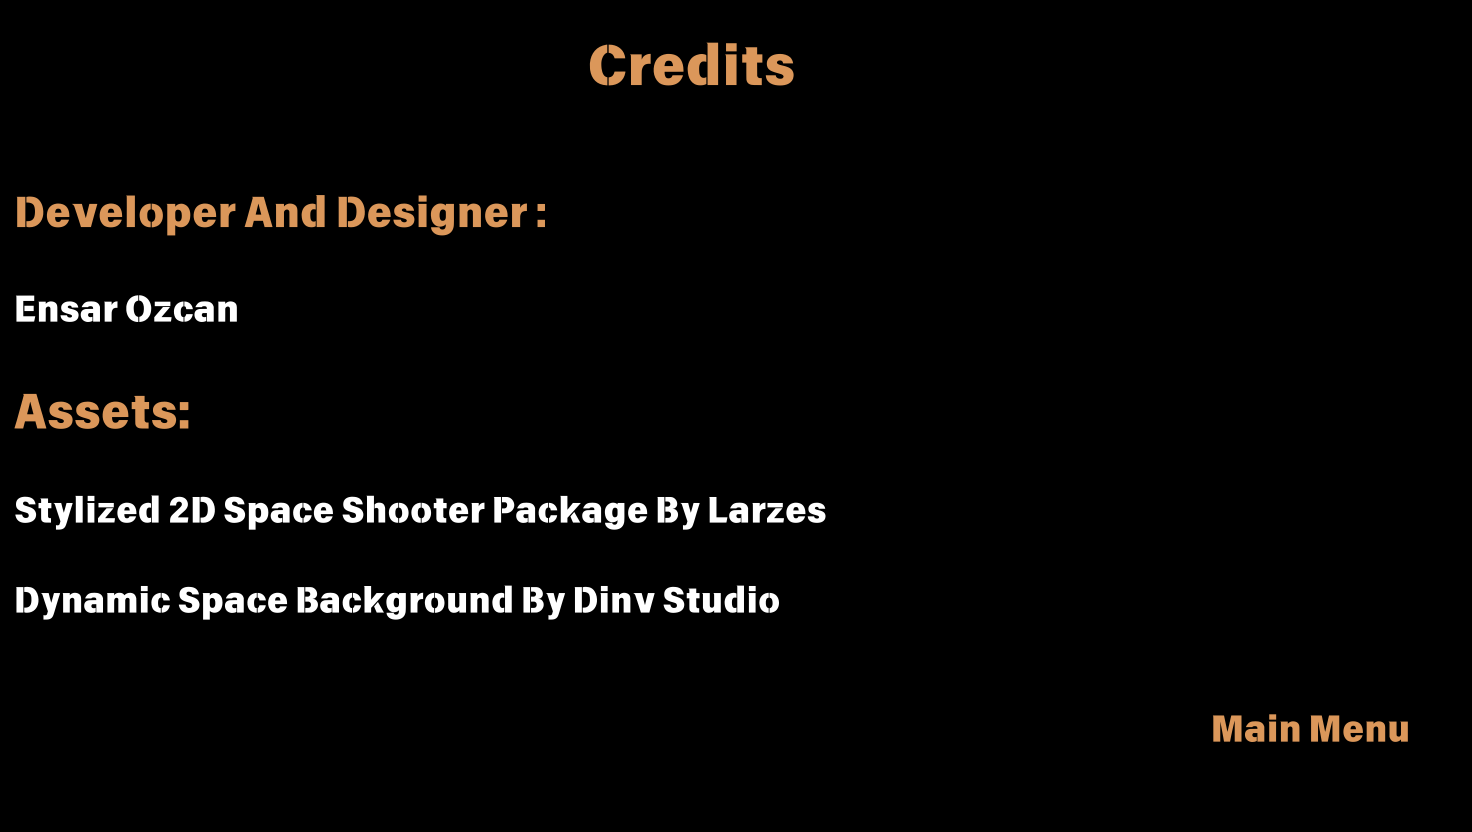 Credits
Developer And Designer :
Ensar Ozcan
Assets:
Stylized 2D Space Shooter Package By Larzes
Dynamic Space Background By Dinv Studio
Main Menu